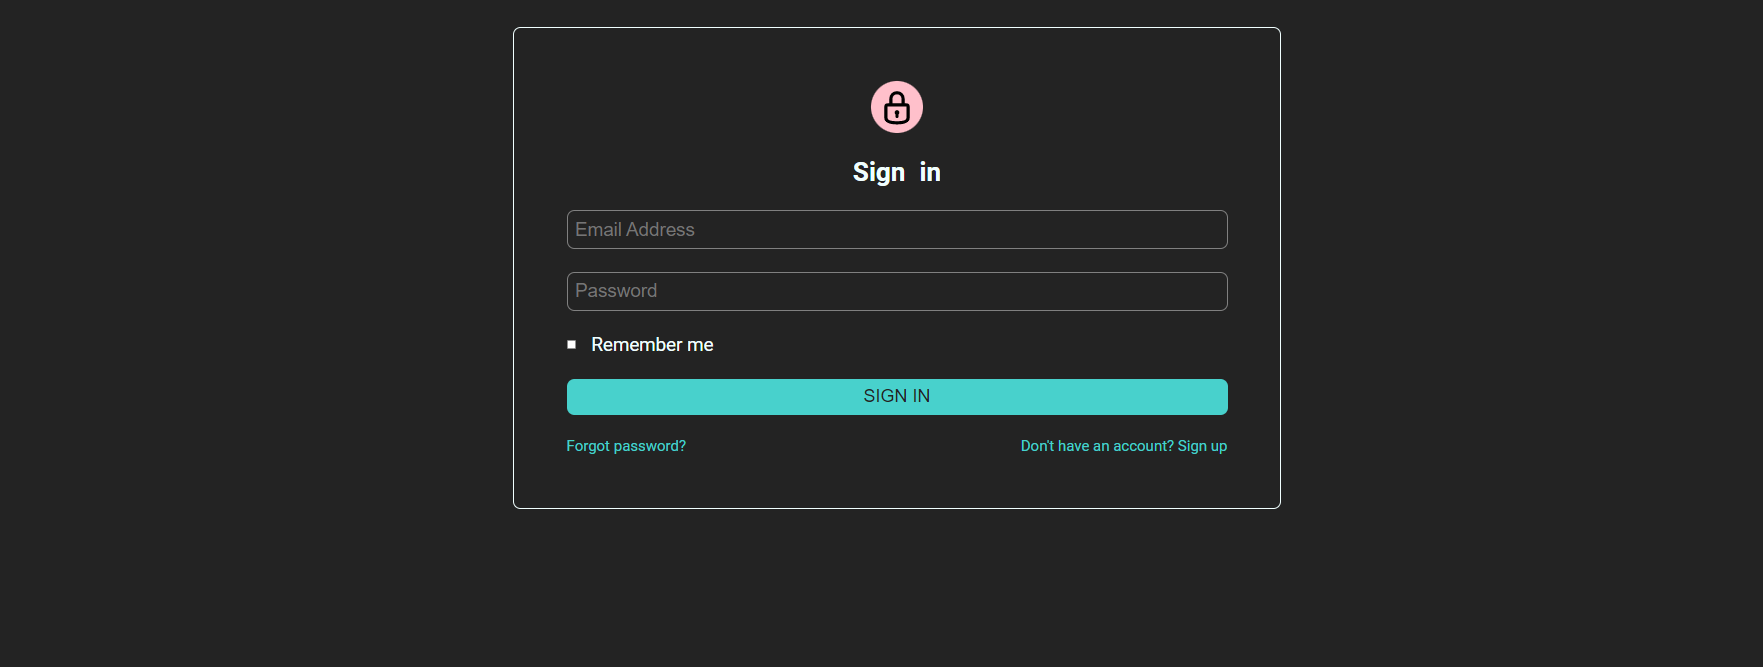 Sign in
Email Address
Password
Remember me
SIGN IN
Forgot password? Don't have an account? Sign up